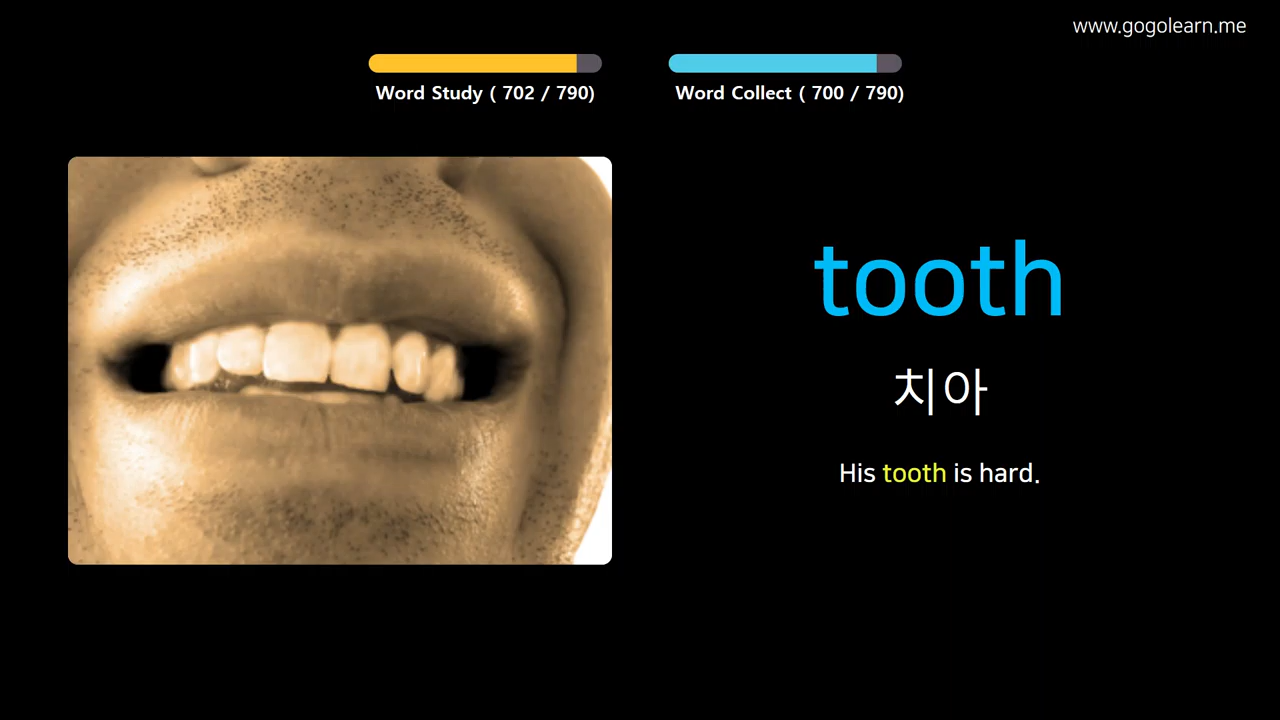 www.gogolearn.me
Word Study ( 702 / 790)
Word Collect ( 700 / 790)
tooth
치아
His tooth is hard.